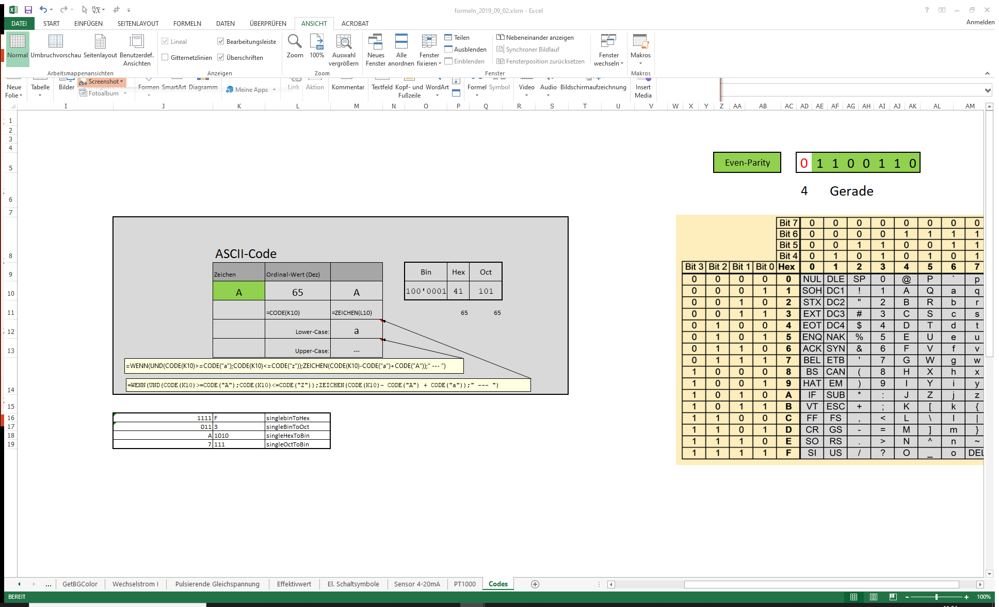 formeln_2019_09_02.xlsm - Excel
DATEI START EINFÜGEN SEITENLAYOUT FORMELN DATEN ÜBERPRÜFEN ANSICHT ACROBAT Anmelden
Normal Umbruchvorschau Seitenlayout Benutzerdef. Ansichten
Arbeitsmappenansichten
Lineal Bearbeitungsleiste
Gitternetzlinien Überschriften
Anzeigen
Zoom 100% Auswahl vergrößern
Zoom
Neues Fenster Alle anordnen Fenster fixieren
Teilen
Ausblenden
Einblenden
Nebeneinander anzeigen
Synchroner Bildlauf
Fensterposition zurücksetzen
Fenster wechseln
Fenster
Makros
Makros
Neue Folie Tabelle Bilder
Screenshot
Fotoalbum
Formen SmartArt Diagramm
Meine Apps
Link Aktion Kommentar Textfeld Kopf- und Fußzeile WordArt Formel Symbol Video Audio Bildschirmaufzeichnung Insert Media
I J K L M N O P Q R S T U V W X Y Z AA AB AC AD AE AF AG AH AI AJ AK AL AM
1
2
3
4
5 Even-Parity 0 1 1 0 0 1 1 0
6 4 Gerade
7
8 ASCII-Code
9 Zeichen Ordinal-Wert (Dez) Bin Hex Oct
10 A 65 A 100'0001 41 101
11 =CODE(K10) =ZEICHEN(L10) 65 65
12 Lower-Case: a
13 Upper-Case: ---
=WENN(UND(CODE(K10)>=CODE("a");CODE(K10)<=CODE("z"));ZEICHEN(CODE(K10)-CODE("a")+CODE("A"));" --- ")
14 =WENN(UND(CODE(K10)>=CODE("A");CODE(K10)<=CODE("Z"));ZEICHEN(CODE(K10)- CODE("A") + CODE("a"));" --- ")
15
16 1111 F singlebinToHex
17 011 3 singleBinToOct
18 A 1010 singleHexToBin
19 7 111 singleOctToBin
Bit 7 0 0 0 0 0 0 0 0
Bit 6 0 0 0 0 1 1 1 1
Bit 5 0 0 1 1 0 0 1 1
Bit 4 0 1 0 1 0 1 0 1
Bit 3 Bit 2 Bit 1 Bit 0 Hex 0 1 2 3 4 5 6 7
0 0 0 0 0 NUL DLE SP 0 @ P ` p
0 0 0 1 1 SOH DC1 ! 1 A Q a q
0 0 1 0 2 STX DC2 " 2 B R b r
0 0 1 1 3 EXT DC3 # 3 C S c s
0 1 0 0 4 EOT DC4 $ 4 D T d t
0 1 0 1 5 ENQ NAK % 5 E U e u
0 1 1 0 6 ACK SYN & 6 F V f v
0 1 1 1 7 BEL ETB ' 7 G W g w
1 0 0 0 8 BS CAN ( 8 H X h x
1 0 0 1 9 HAT EM ) 9 I Y i y
1 0 1 0 A IF SUB * : J Z j z
1 0 1 1 B VT ESC + ; K [ k {
1 1 0 0 C FF FS , < L \ l |
1 1 0 1 D CR GS - = M ] m }
1 1 1 0 E SO RS . > N ^ n ~
1 1 1 1 F SI US / ? O _ o DEL
... GetBGColor Wechselstrom I Pulsierende Gleichspannung Effektivwert El. Schaltsymbole Sensor 4-20mA PT1000 Codes
BEREIT 100%